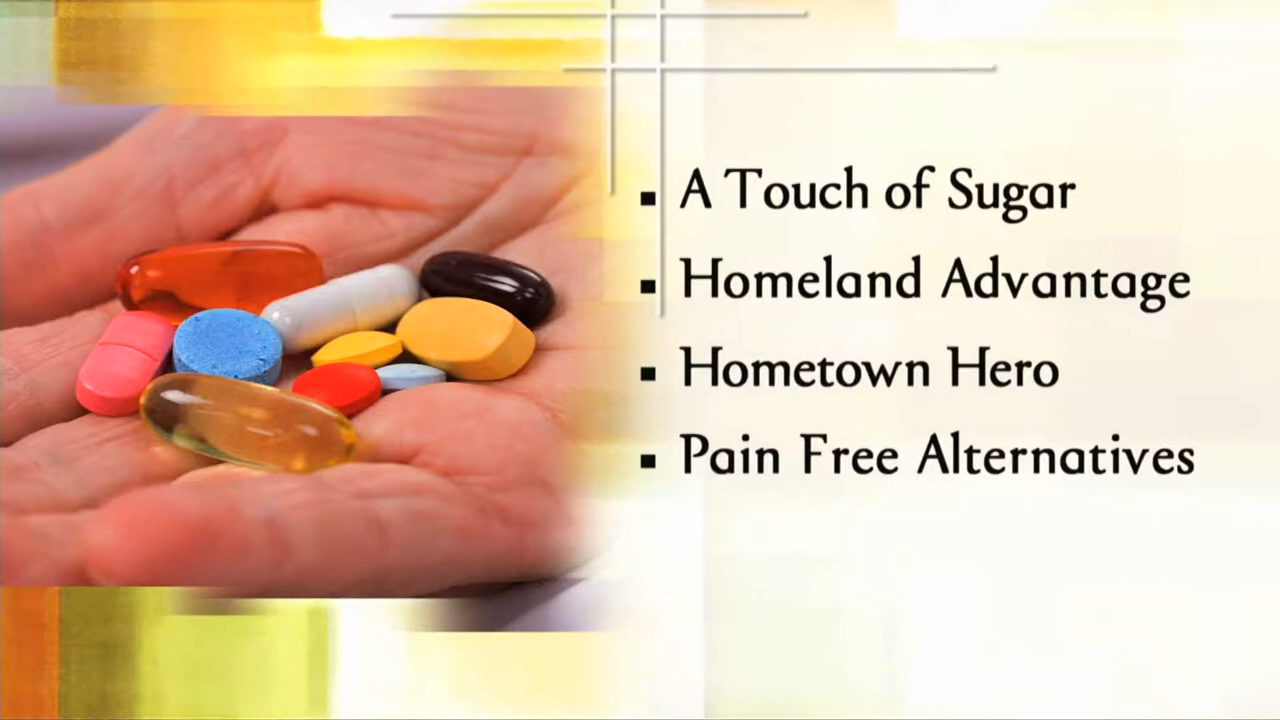 A Touch of Sugar
Homeland Advantage
Hometown Hero
Pain Free Alternatives